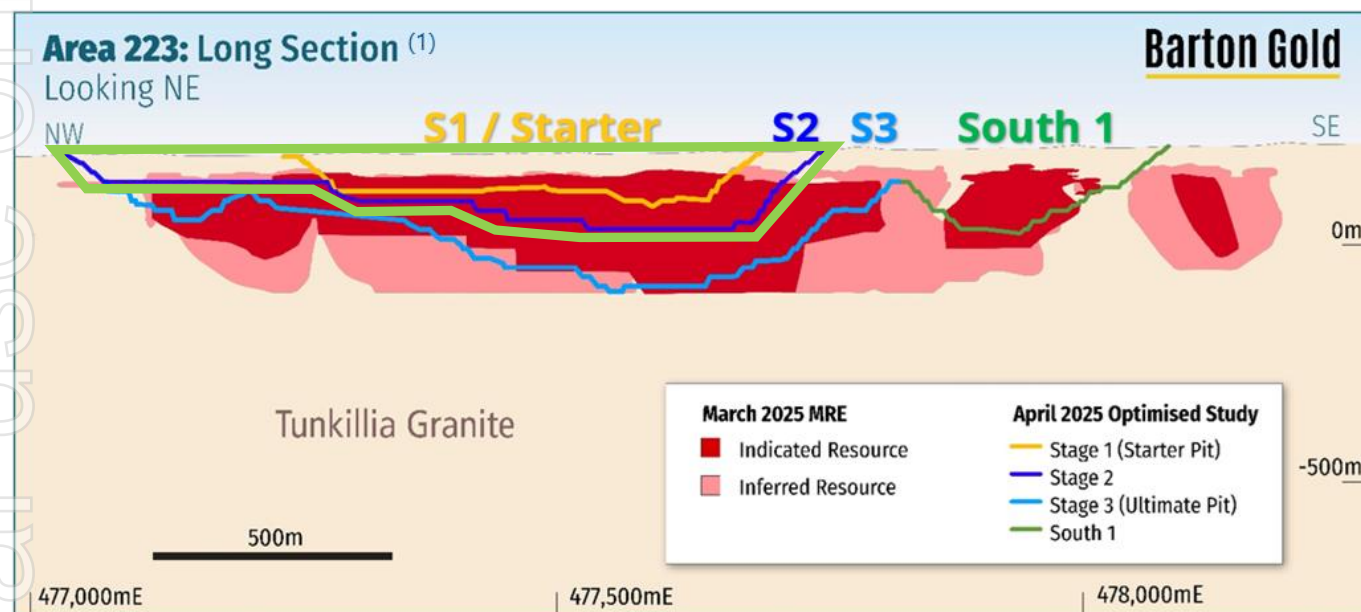 Area 223: Long Section (1)
Barton Gold
Looking NE
NW
S1 / Starter
S2
S3
South 1
SE
0m
Tunkillia Granite
March 2025 MRE
Indicated Resource
Inferred Resource
April 2025 Optimised Study
Stage 1 (Starter Pit)
Stage 2
Stage 3 (Ultimate Pit)
South 1
-500m
500m
477,000mE
477,500mE
478,000mE